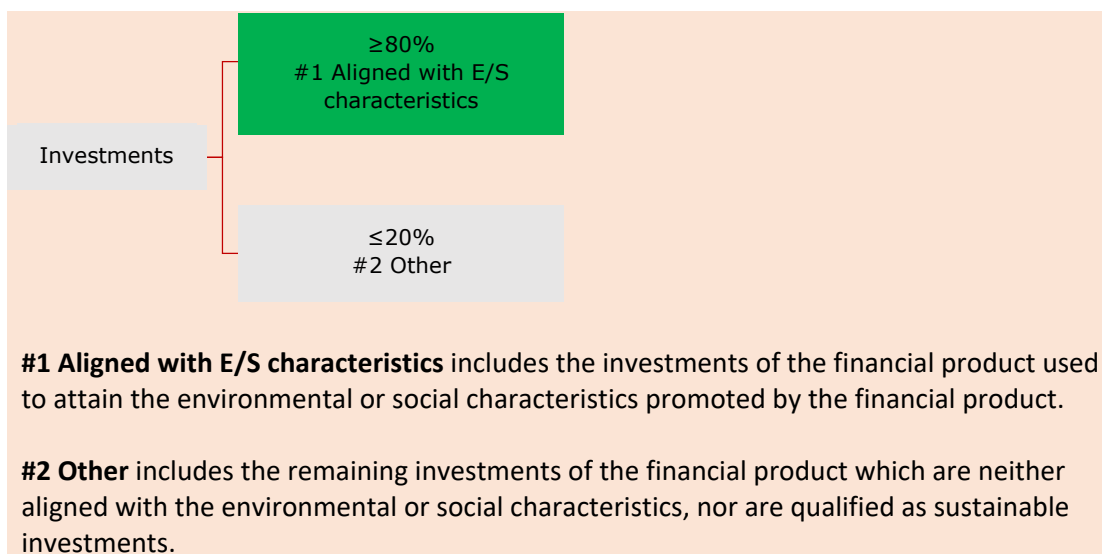 ≥80%
#1 Aligned with E/S
characteristics
Investments
≤20%
#2 Other
#1 Aligned with E/S characteristics includes the investments of the financial product used
to attain the environmental or social characteristics promoted by the financial product.
#2 Other includes the remaining investments of the financial product which are neither
aligned with the environmental or social characteristics, nor are qualified as sustainable
investments.